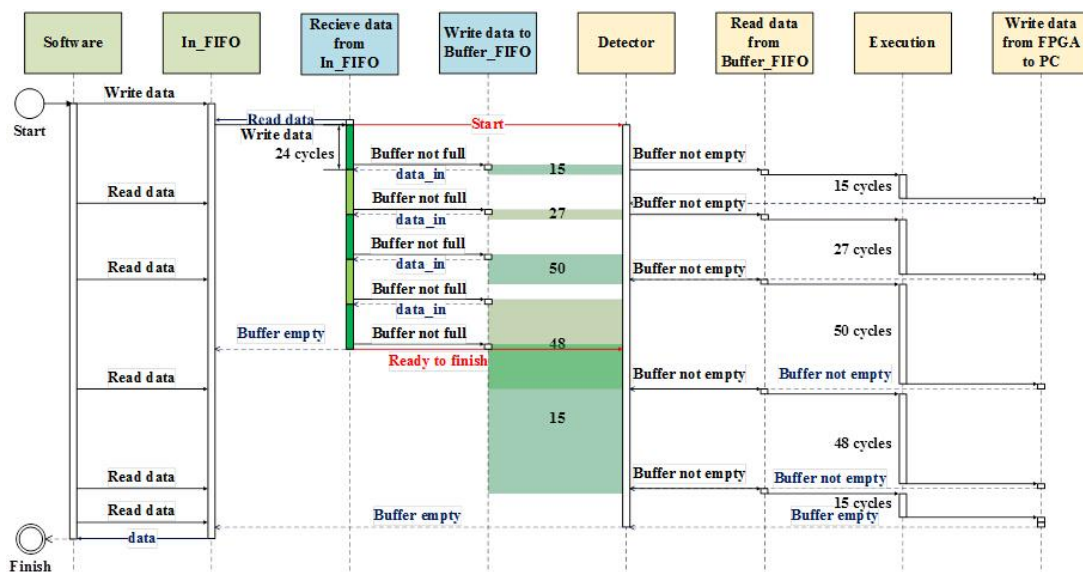 Software
In_FIFO
Recieve data
from
In_FIFO
Write data to
Buffer_FIFO
Detector
Read data
from
Buffer_FIFO
Execution
Write data
from FPGA
to PC
Write data
Start
Read data
Write data
Start
24 cycles
Buffer not full
data_in
15
Buffer not empty
15 cycles
Read data
Buffer not full
data_in
27
Buffer not empty
27 cycles
Buffer not full
data_in
50
Buffer not empty
Read data
Buffer not full
data_in
50 cycles
Buffer empty
Buffer not full
48
Ready to finish
Read data
Buffer not empty
Buffer not empty
15
48 cycles
Read data
Buffer not empty
Buffer not empty
15 cycles
Read data
Buffer empty
Buffer empty
data
Finish